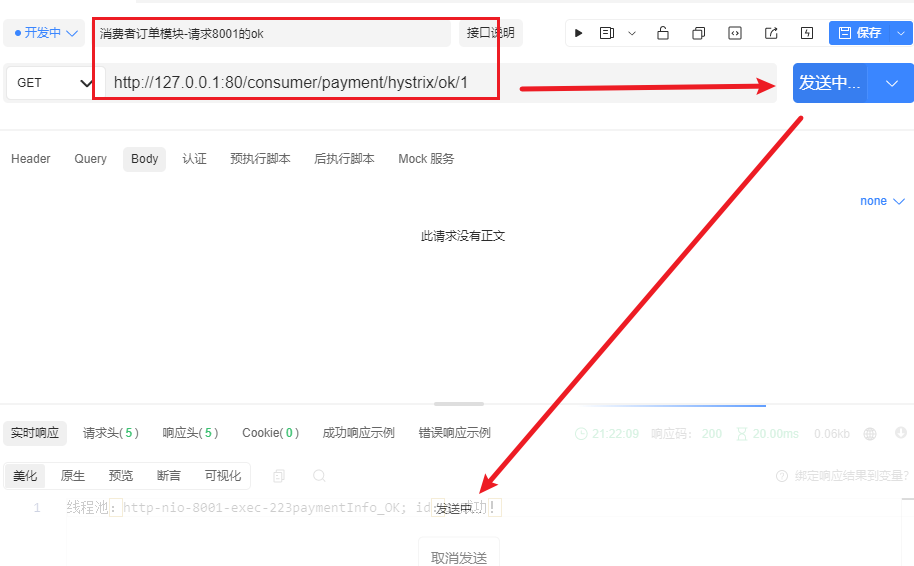 开发中 消费者订单模块-请求8001的ok 接口说明 保存
GET http://127.0.0.1:80/consumer/payment/hystrix/ok/1 发送中...
Header Query Body 认证 预执行脚本 后执行脚本 Mock 服务
none
此请求没有正文
实时响应 请求头(5) 响应头(5) Cookie(0) 成功响应示例 错误响应示例 21:22:09 响应码: 200 20.00ms 0.06kb
美化 原生 预览 断言 可视化 绑定响应结果到变量?
1 线程池:http-nio-8001-exec-223paymentInfo_OK; id 功!
发送中...
取消发送